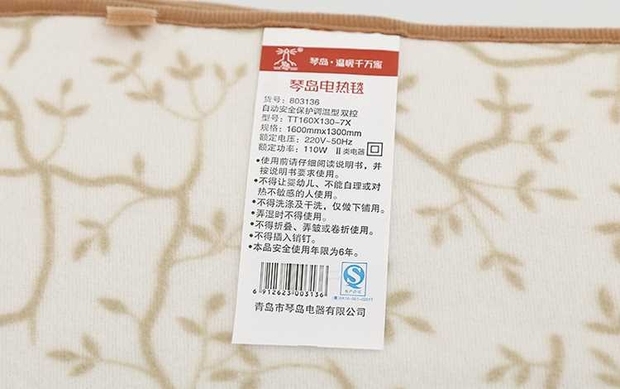 琴岛·温暖千万家
琴岛电热毯
货号：803136
自动安全保护调温型 双控
型号：TT160X130-7X
规格：1600mmx1300mm
额定电压：220V~50Hz
额定功率：110W Ⅱ类电器
•使用前请仔细阅读说明书，并
按说明书要求使用。
•不得让婴幼儿、不能自理或对
热不敏感的人使用。
•不得洗涤及干洗，仅做下铺用。
•弄湿时不得使用。
•不得折叠、弄皱或卷折使用。
•不得插入销钉。
•本品安全使用年限为6年。
6 912623 003136
青岛市琴岛电器有限公司